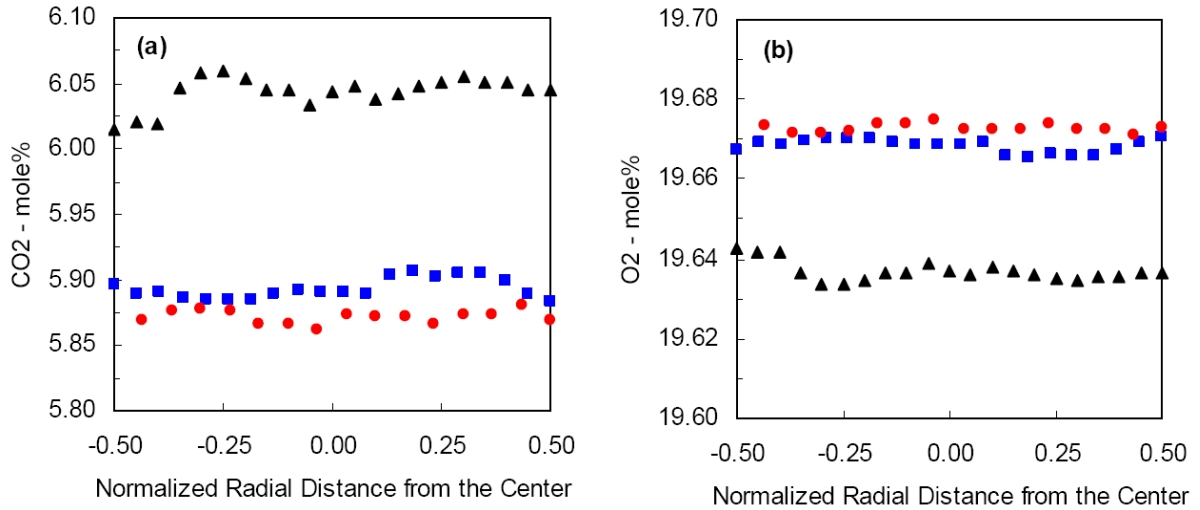 6.10
(a)
6.05
6.00
5.95
5.90
5.85
5.80
CO2 - mole%
-0.50 -0.25 0.00 0.25 0.50
Normalized Radial Distance from the Center
19.70
(b)
19.68
19.66
19.64
19.62
19.60
O2 - mole%
-0.50 -0.25 0.00 0.25 0.50
Normalized Radial Distance from the Center